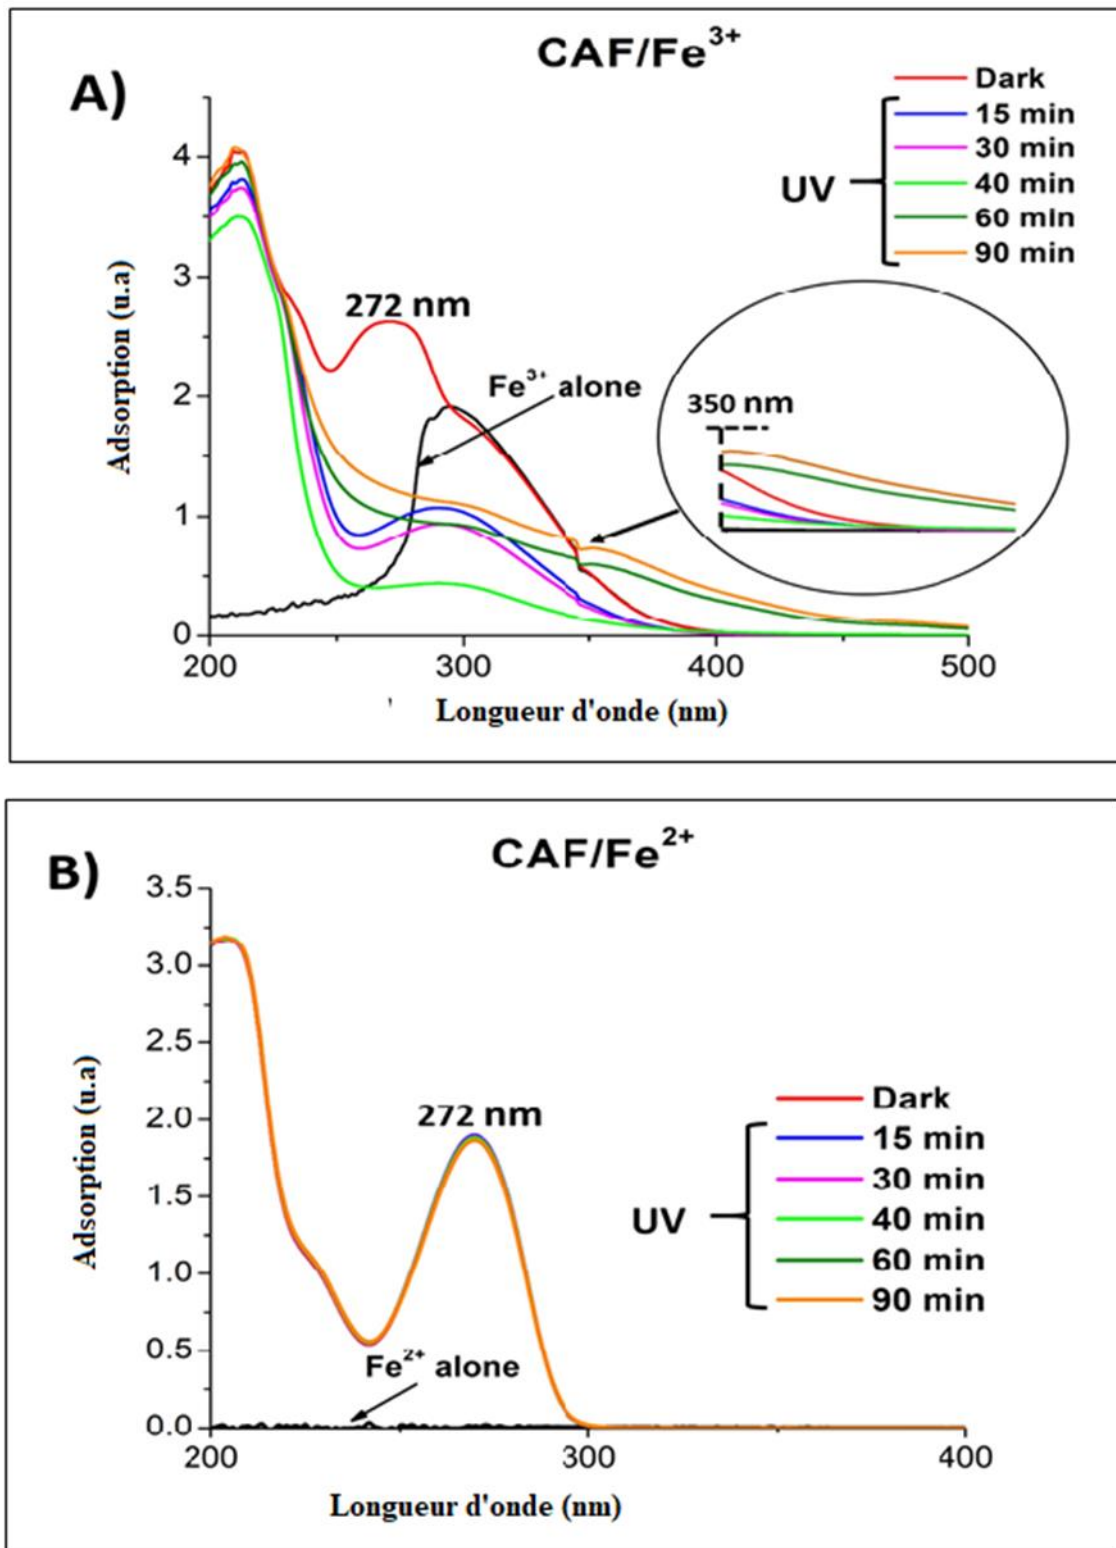 CAF/Fe³⁺
A)
Dark
15 min
30 min
40 min
60 min
90 min
UV
4
3
2
1
0
Adsorption (u.a)
272 nm
Fe³⁺ alone
350 nm
200
300
400
500
Longueur d'onde (nm)
CAF/Fe²⁺
B)
3.5
3.0
2.5
2.0
1.5
1.0
0.5
0.0
Adsorption (u.a)
272 nm
Dark
15 min
30 min
40 min
60 min
90 min
UV
Fe²⁺ alone
200
300
400
Longueur d'onde (nm)